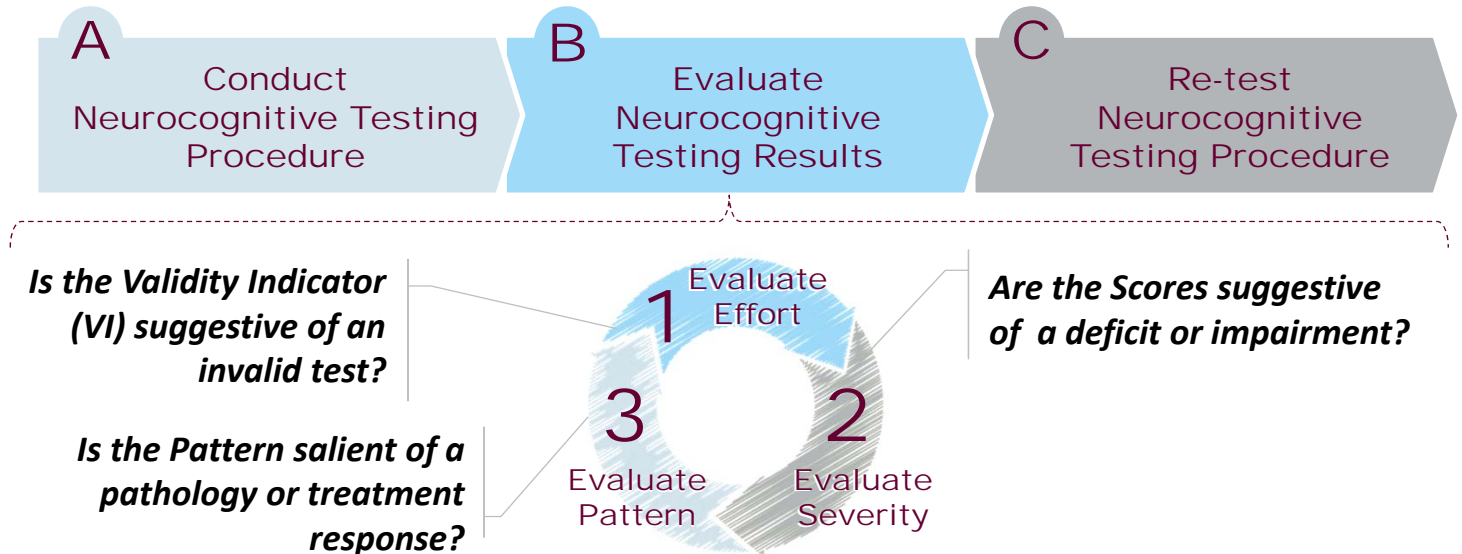 A
Conduct
Neurocognitive Testing
Procedure
B
Evaluate
Neurocognitive
Testing Results
C
Re-test
Neurocognitive
Testing Procedure
Is the Validity Indicator
(VI) suggestive of an
invalid test?
1
Evaluate
Effort
Are the Scores suggestive
of a deficit or impairment?
2
Evaluate
Severity
3
Evaluate
Pattern
Is the Pattern salient of a
pathology or treatment
response?